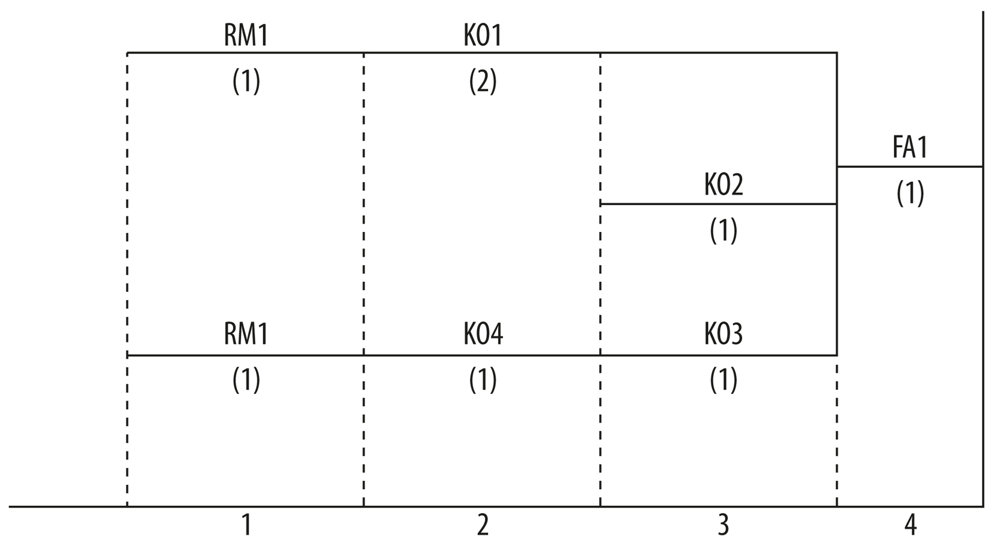 RM1 K01
(1) (2)
FA1
K02
(1)
(1)
RM1 K04 K03
(1) (1) (1)
1 2 3 4